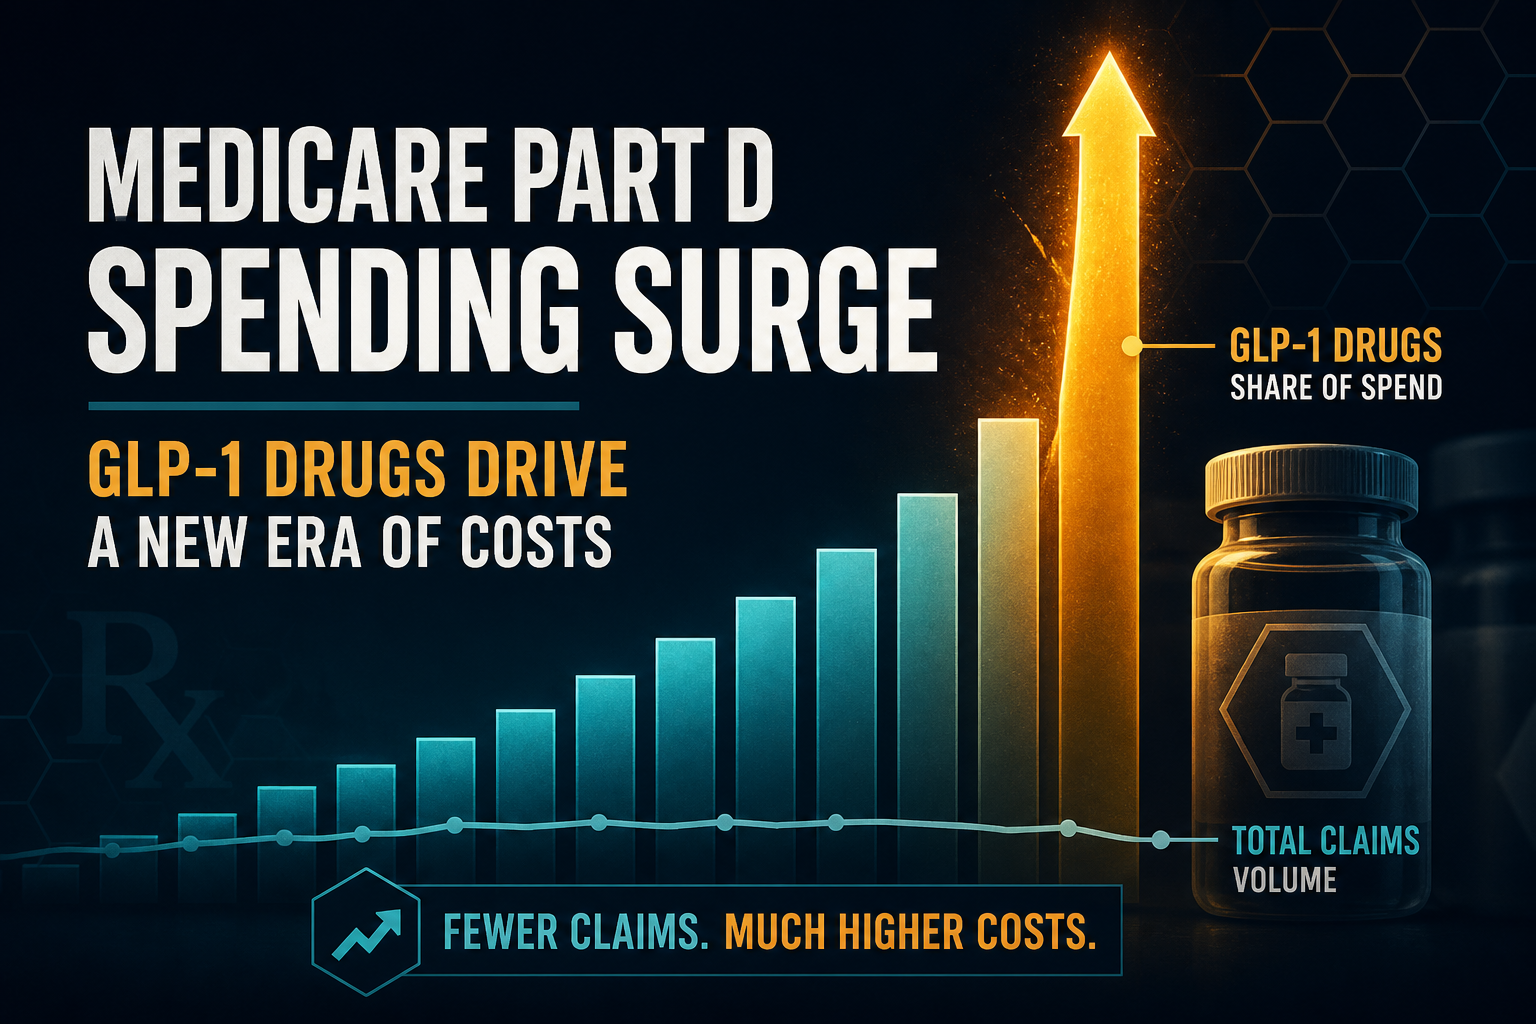 MEDICARE PART D
SPENDING SURGE
GLP-1 DRUGS DRIVE
A NEW ERA OF COSTS
GLP-1 DRUGS
SHARE OF SPEND
Rx
TOTAL CLAIMS
VOLUME
FEWER CLAIMS. MUCH HIGHER COSTS.